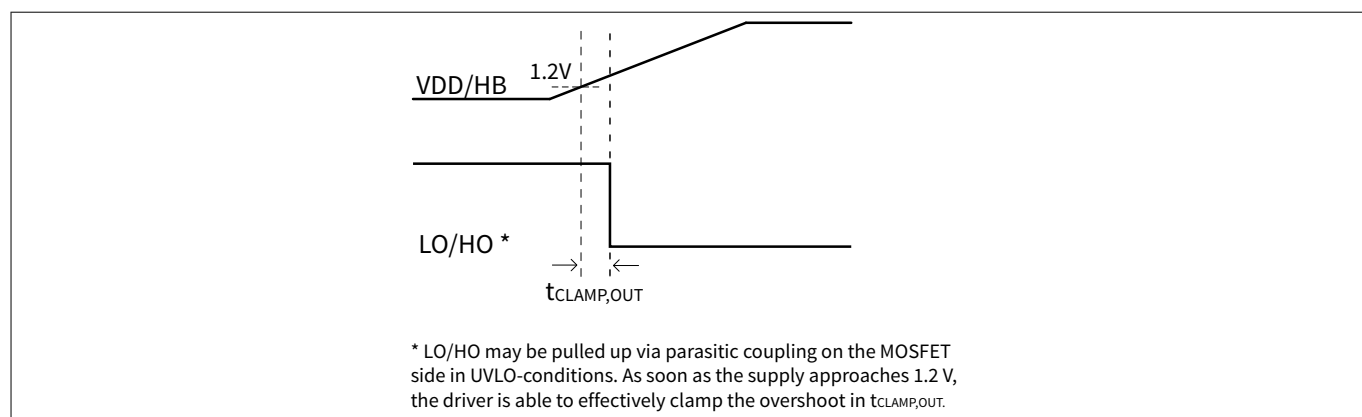 1.2V
VDD/HB
LO/HO *
tCLAMP,OUT
* LO/HO may be pulled up via parasitic coupling on the MOSFET
side in UVLO-conditions. As soon as the supply approaches 1.2 V,
the driver is able to effectively clamp the overshoot in tCLAMP,OUT.